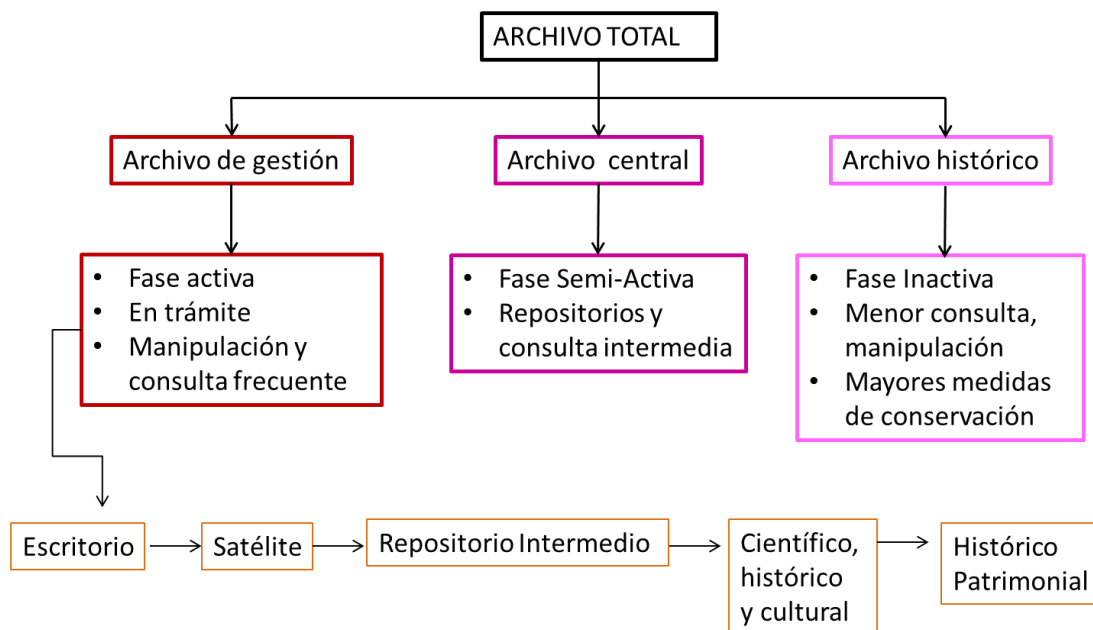 ARCHIVO TOTAL
Archivo de gestión
Archivo central
Archivo histórico
• Fase activa
• En trámite
• Manipulación y
consulta frecuente
• Fase Semi-Activa
• Repositorios y
consulta intermedia
• Fase Inactiva
• Menor consulta,
manipulación
• Mayores medidas
de conservación
Escritorio
Satélite
Repositorio Intermedio
Científico,
histórico
y cultural
Histórico
Patrimonial